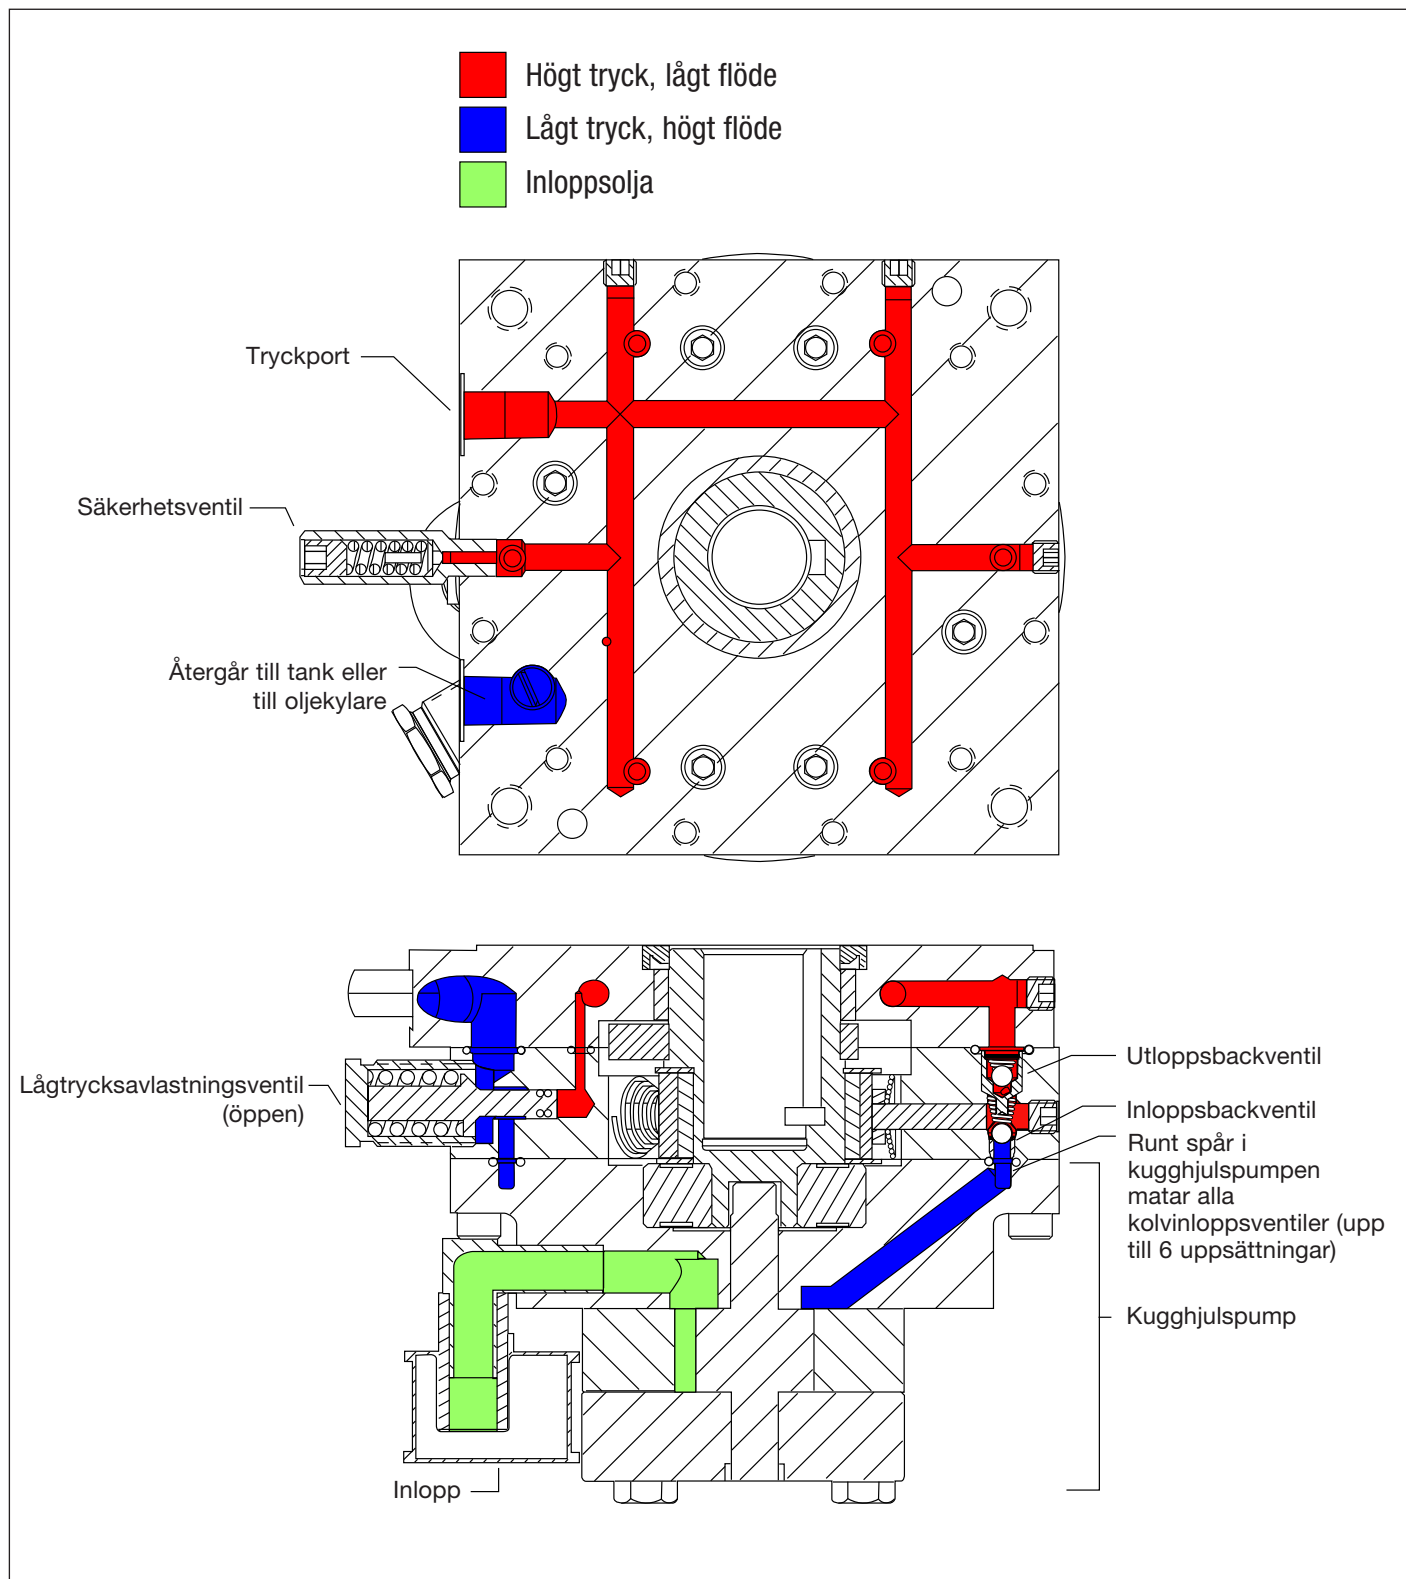 Högt tryck, lågt flöde
Lågt tryck, högt flöde
Inloppsolja
Tryckport
Säkerhetsventil
Återgår till tank eller
till oljekylare
Lågtrycksavlastningsventil
(öppen)
Utloppsbackventil
Inloppsbackventil
Runt spår i
kugghjulspumpen
matar alla
kolvinloppsventiler (upp
till 6 uppsättningar)
Kugghjulspump
Inlopp